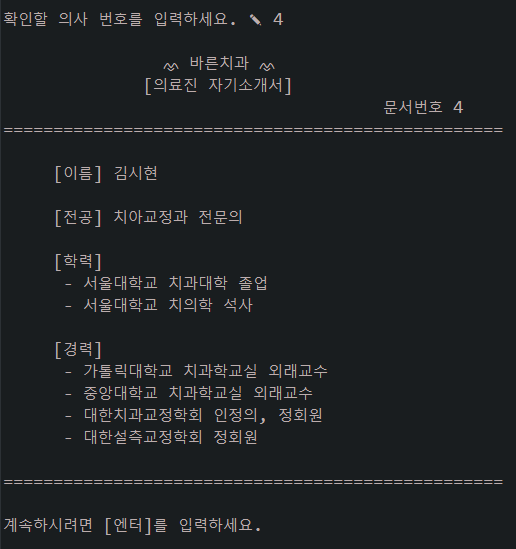 확인할 의사 번호를 입력하세요. ✎ 4
바른치과
[의료진 자기소개서]
문서번호 4
==================================================
[이름] 김시현
[전공] 치아교정과 전문의
[학력]
- 서울대학교 치과대학 졸업
- 서울대학교 치의학 석사
[경력]
- 가톨릭대학교 치과학교실 외래교수
- 중앙대학교 치과학교실 외래교수
- 대한치과교정학회 인정의, 정회원
- 대한설측교정학회 정회원
==================================================
계속하시려면 [엔터]를 입력하세요.